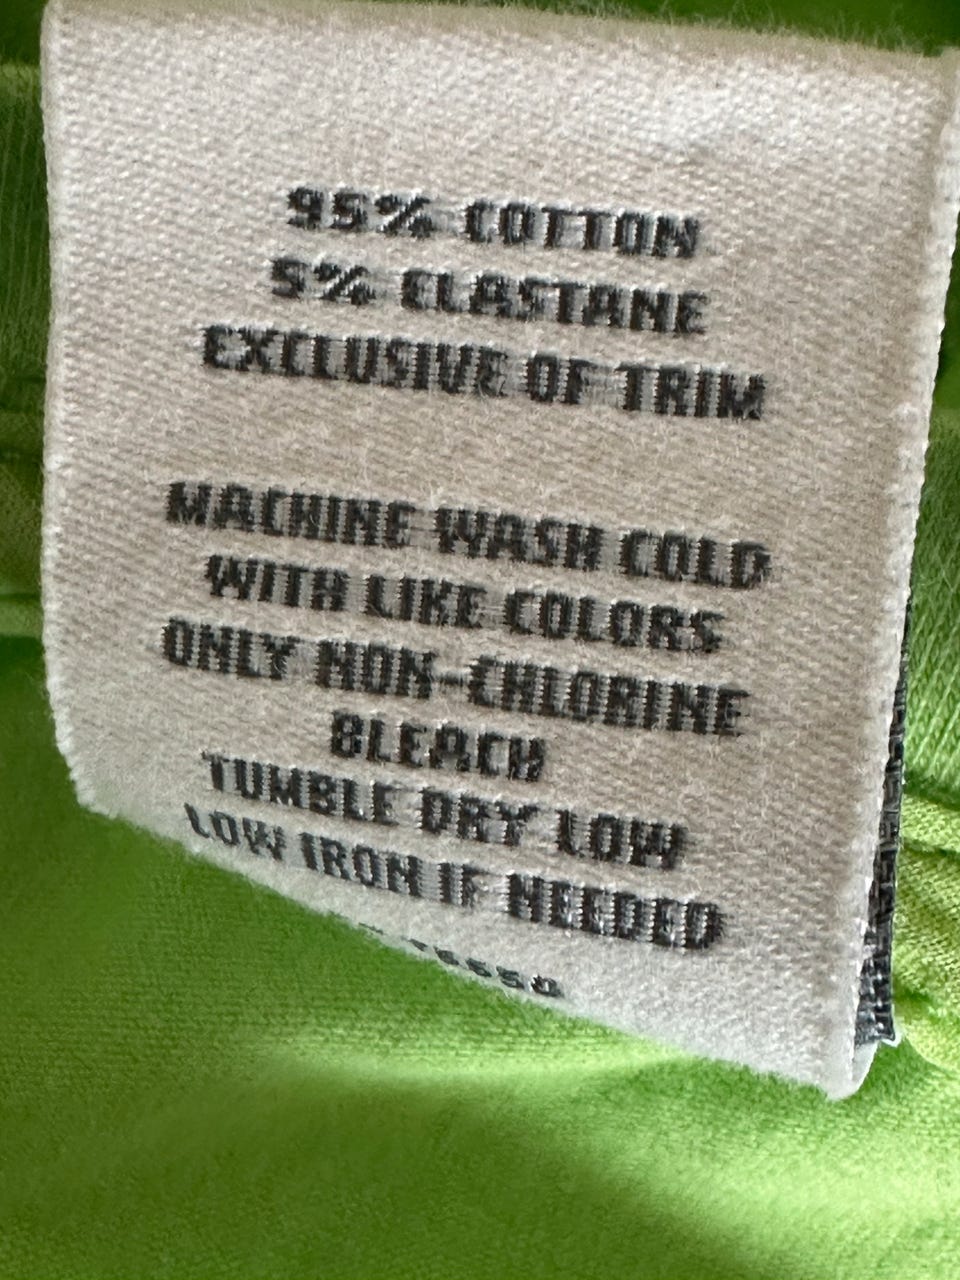 95% COTTON
5% ELASTANE
EXCLUSIVE OF TRIM
MACHINE WASH COLD
WITH LIKE COLORS
ONLY NON-CHLORINE
BLEACH
TUMBLE DRY LOW
LOW IRON IF NEEDED